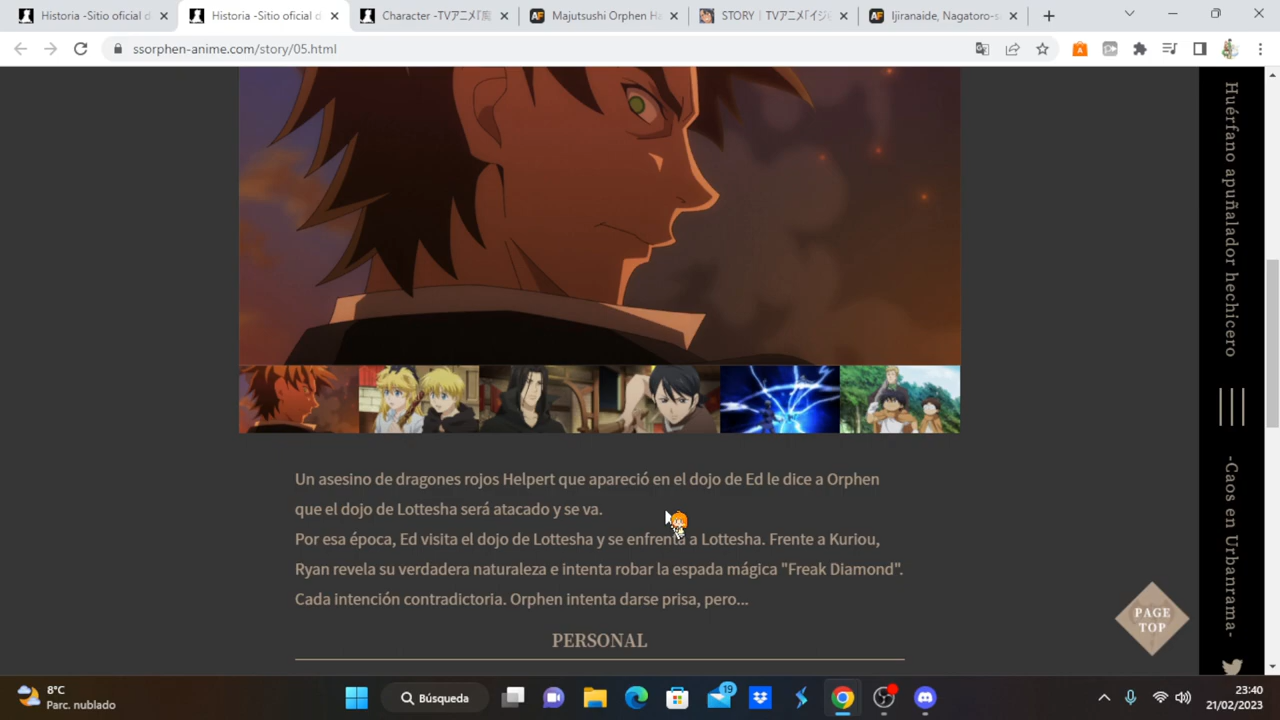 Historia -Sitio oficial d
Historia -Sitio oficial d
Character -TVアニメ「魔
Majutsushi Orphen Ha
STORY | TVアニメ「イジ
Ijiranaide, Nagatoro-s
ssorphen-anime.com/story/05.html
Huérfano apuñalador hechicero
-Caos en Urbanrama-
Un asesino de dragones rojos Helpert que apareció en el dojo de Ed le dice a Orphen
que el dojo de Lottesha será atacado y se va.
Por esa época, Ed visita el dojo de Lottesha y se enfrenta a Lottesha. Frente a Kuriou,
Ryan revela su verdadera naturaleza e intenta robar la espada mágica "Freak Diamond".
Cada intención contradictoria. Orphen intenta darse prisa, pero...
PERSONAL
PAGE
TOP
8°C
Parc. nublado
Búsqueda
19
23:40
21/02/2023